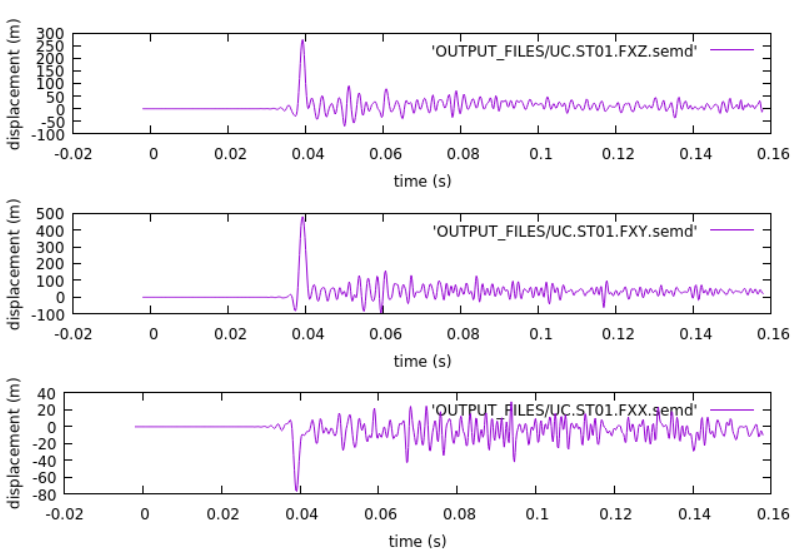 displacement (m)
300
250
200
150
100
50
0
-50
-100
'OUTPUT_FILES/UC.ST01.FXZ.semd'
-0.02 0 0.02 0.04 0.06 0.08 0.1 0.12 0.14 0.16
time (s)
displacement (m)
500
400
300
200
100
0
-100
'OUTPUT_FILES/UC.ST01.FXY.semd'
-0.02 0 0.02 0.04 0.06 0.08 0.1 0.12 0.14 0.16
time (s)
displacement (m)
40
20
0
-20
-40
-60
-80
'OUTPUT_FILES/UC.ST01.FXX.semd'
-0.02 0 0.02 0.04 0.06 0.08 0.1 0.12 0.14 0.16
time (s)